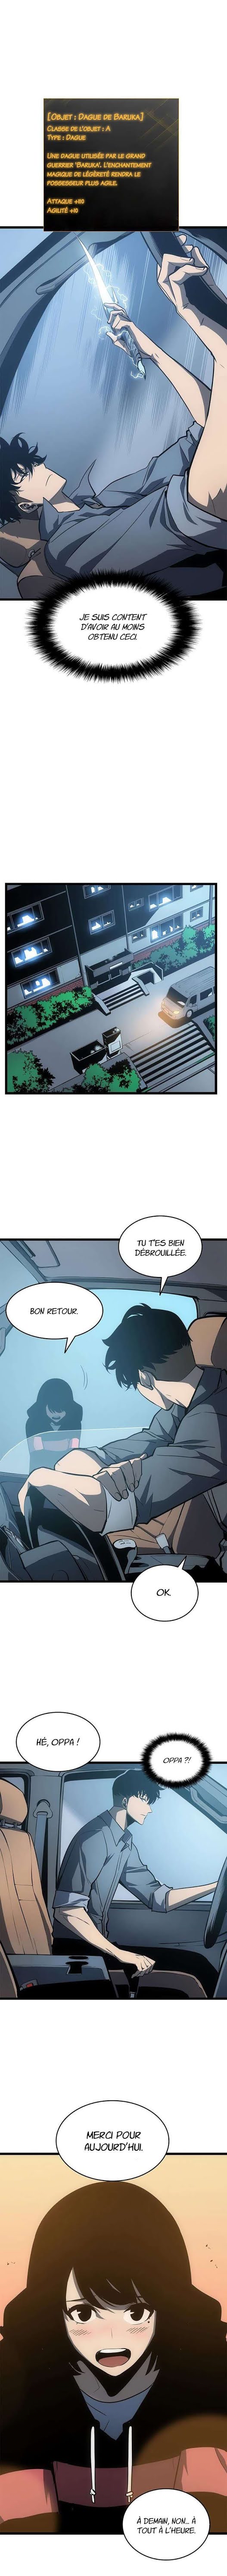 [Objet : Dague de Baruka]
Classe de l'objet : A
Type : Dague
Une dague utilisée par le grand
guerrier 'Baruka'. L'enchantement
magique de légèreté rendra le
possesseur plus agile.
Attaque +110
Agilité +10
JE SUIS CONTENT
D'AVOIR AU MOINS
OBTENU CECI.
TU T'ES BIEN
DÉBROUILLÉE.
BON RETOUR.
OK.
HÉ, OPPA !
OPPA ?!
MERCI POUR
AUJOURD'HUI.
À DEMAIN, NON... À
TOUT À L'HEURE.